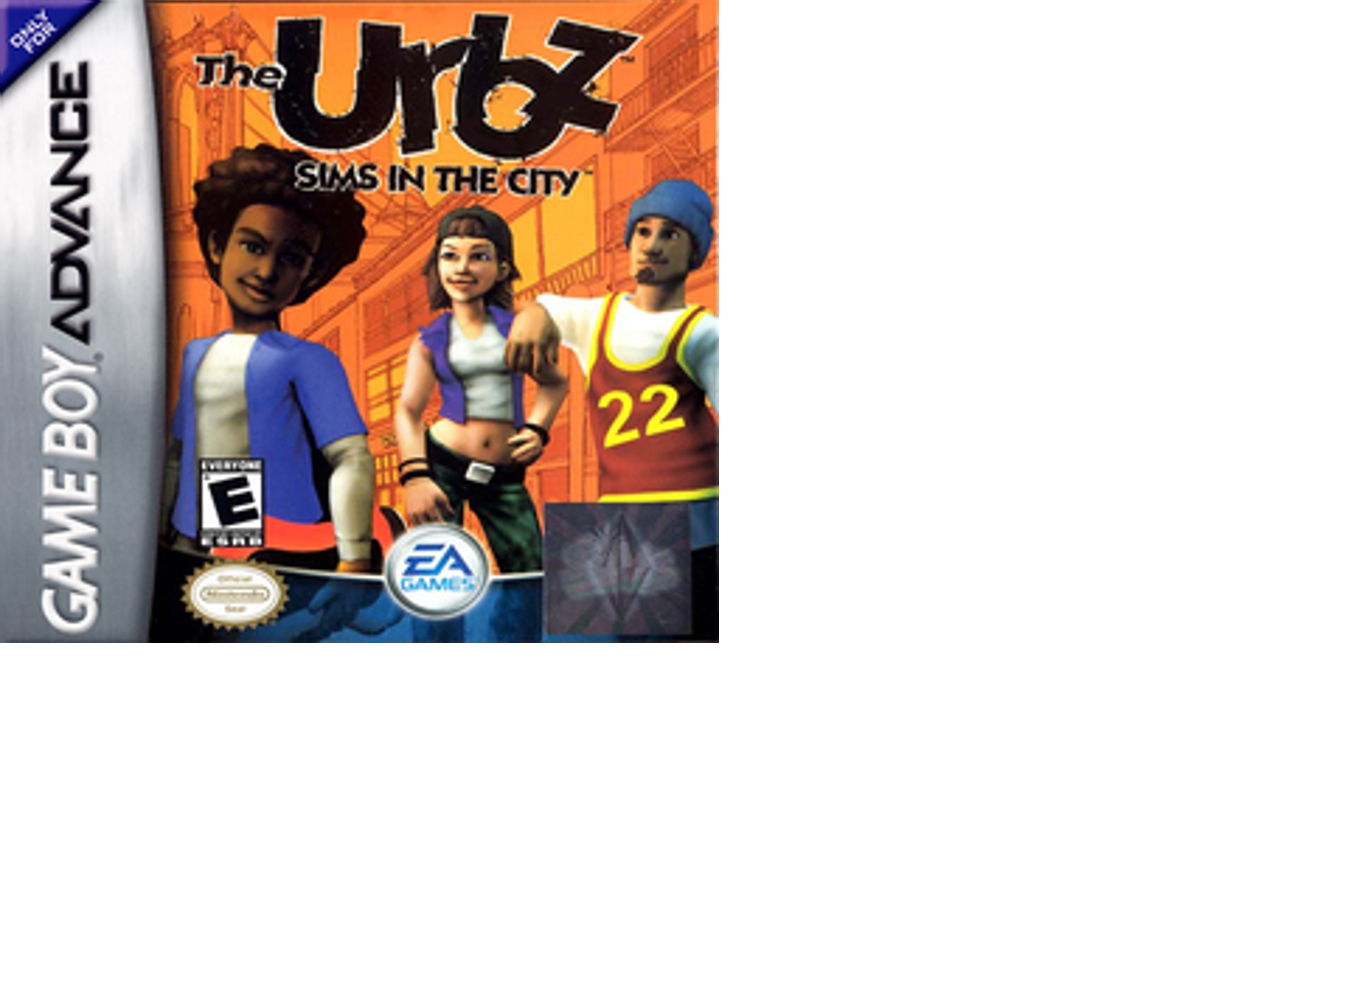 ONLY
FOR
GAME BOY ADVANCE
The Urbz™
SIMS IN THE CITY™
22
EVERYONE
E
ESRB
Official
Nintendo
Seal
EA
GAMES